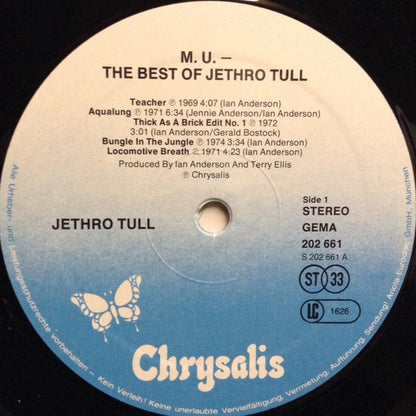 M. U. —
THE BEST OF JETHRO TULL
Teacher ℗ 1969 4:07 (Ian Anderson)
Aqualung ℗ 1971 6:34 (Jennie Anderson/Ian Anderson)
Thick As A Brick Edit No. 1 ℗ 1972
3:01 (Ian Anderson/Gerald Bostock)
Bungle In The Jungle ℗ 1974 3:34 (Ian Anderson)
Locomotive Breath ℗ 1971 4:23 (Ian Anderson)
Produced By Ian Anderson And Terry Ellis
℗ Chrysalis
JETHRO TULL
Side 1
STEREO
GEMA
202 661
S 202 661 A
ST 33
LC 1626
Chrysalis
Alle Urheber- und Leistungsschutzrechte vorbehalten – Kein Verleih! Keine unerlaubte Vervielfältigung, Vermietung, Aufführung, Sendung! Ariola-Eurodisc GmbH, München